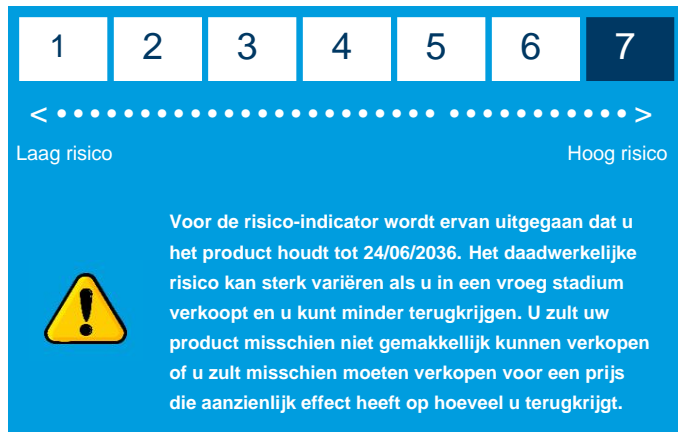 1 2 3 4 5 6 7
< >
Laag risico Hoog risico
Voor de risico-indicator wordt ervan uitgegaan dat u
het product houdt tot 24/06/2036. Het daadwerkelijke
risico kan sterk variëren als u in een vroeg stadium
verkoopt en u kunt minder terugkrijgen. U zult uw
product misschien niet gemakkellijk kunnen verkopen
of u zult misschien moeten verkopen voor een prijs
die aanzienlijk effect heeft op hoeveel u terugkrijgt.